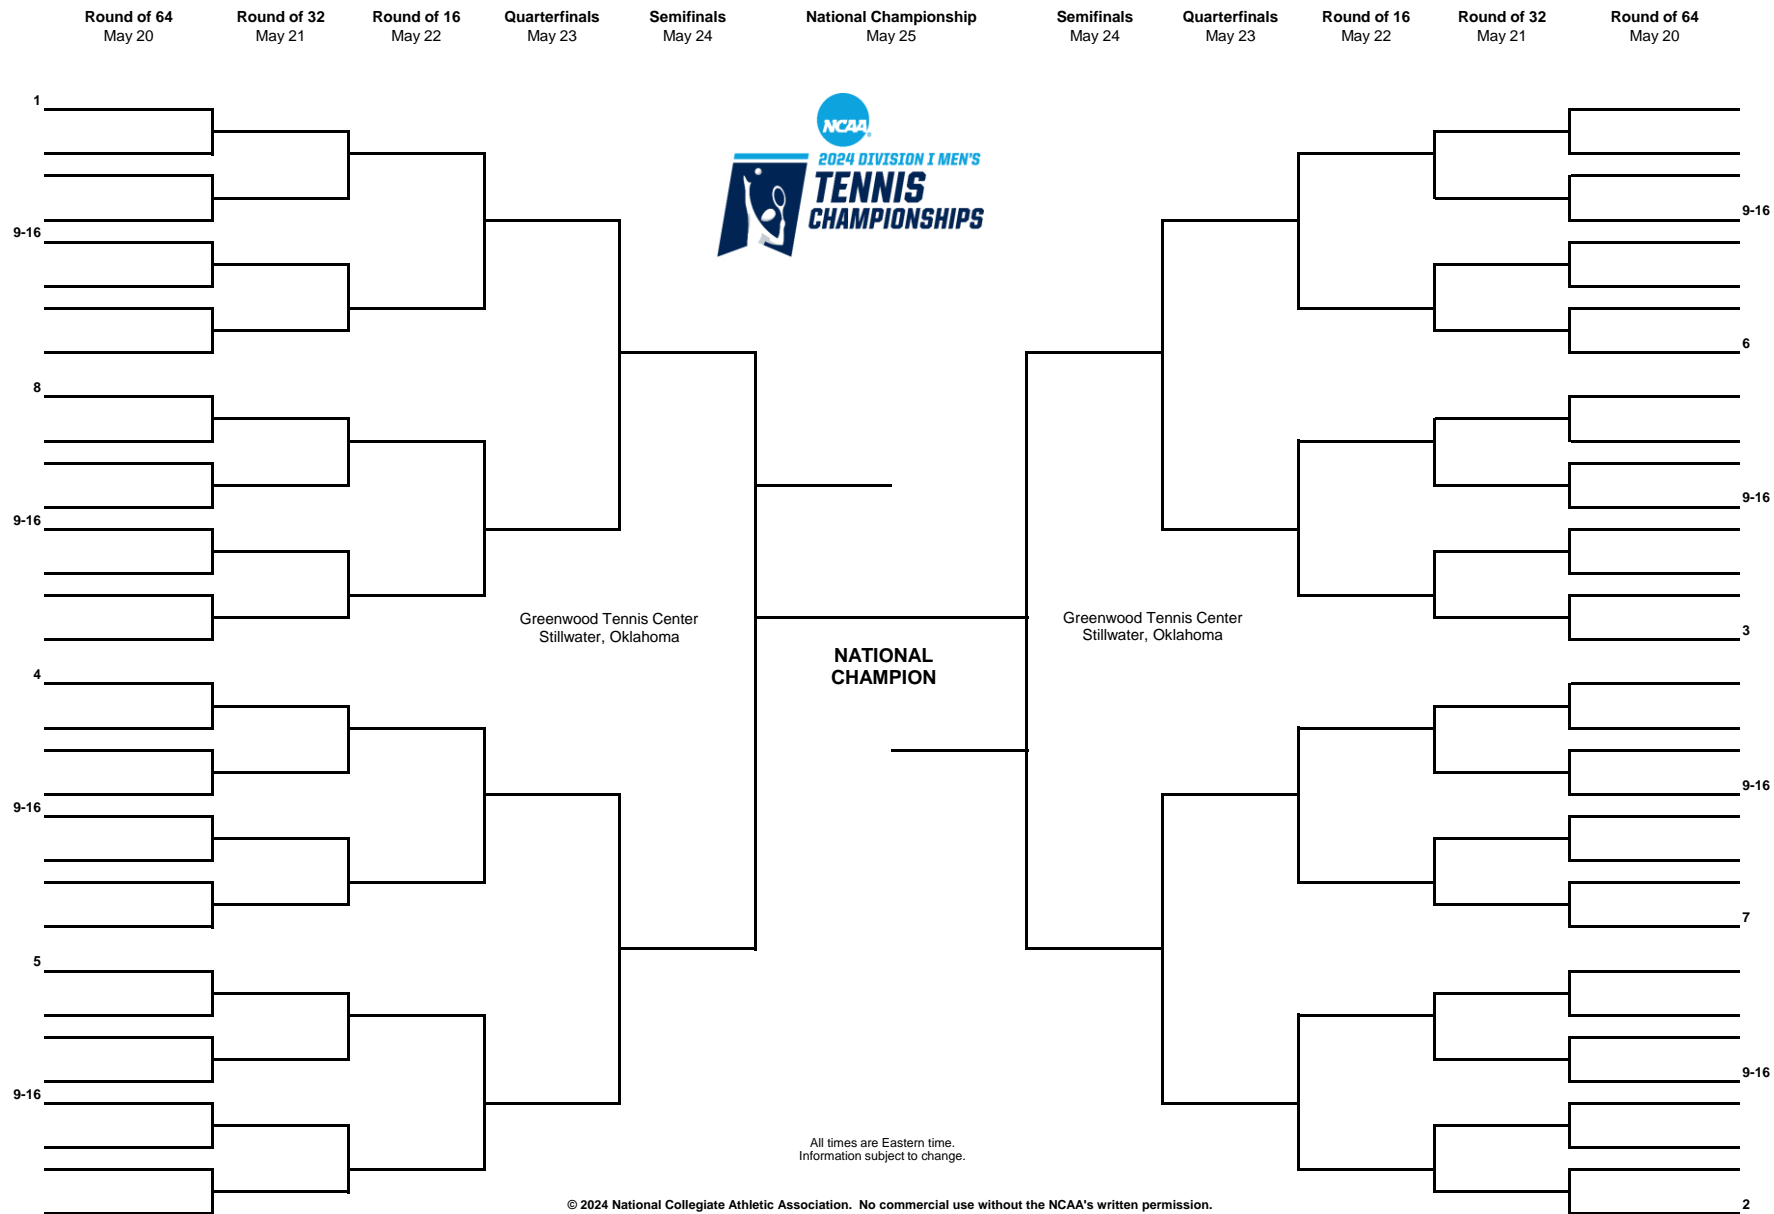 Round of 64 Round of 32 Round of 16 Quarterfinals Semifinals National Championship Semifinals Quarterfinals Round of 16 Round of 32 Round of 64
May 20 May 21 May 22 May 23 May 24 May 25 May 24 May 23 May 22 May 21 May 20
1
NCAA
2024 DIVISION I MEN'S
TENNIS
CHAMPIONSHIPS
9-16
9-16
6
8
9-16
9-16
Greenwood Tennis Center
Stillwater, Oklahoma
Greenwood Tennis Center
Stillwater, Oklahoma
3
NATIONAL
CHAMPION
4
9-16
9-16
7
5
9-16
9-16
All times are Eastern time.
Information subject to change.
© 2024 National Collegiate Athletic Association. No commercial use without the NCAA's written permission.
2